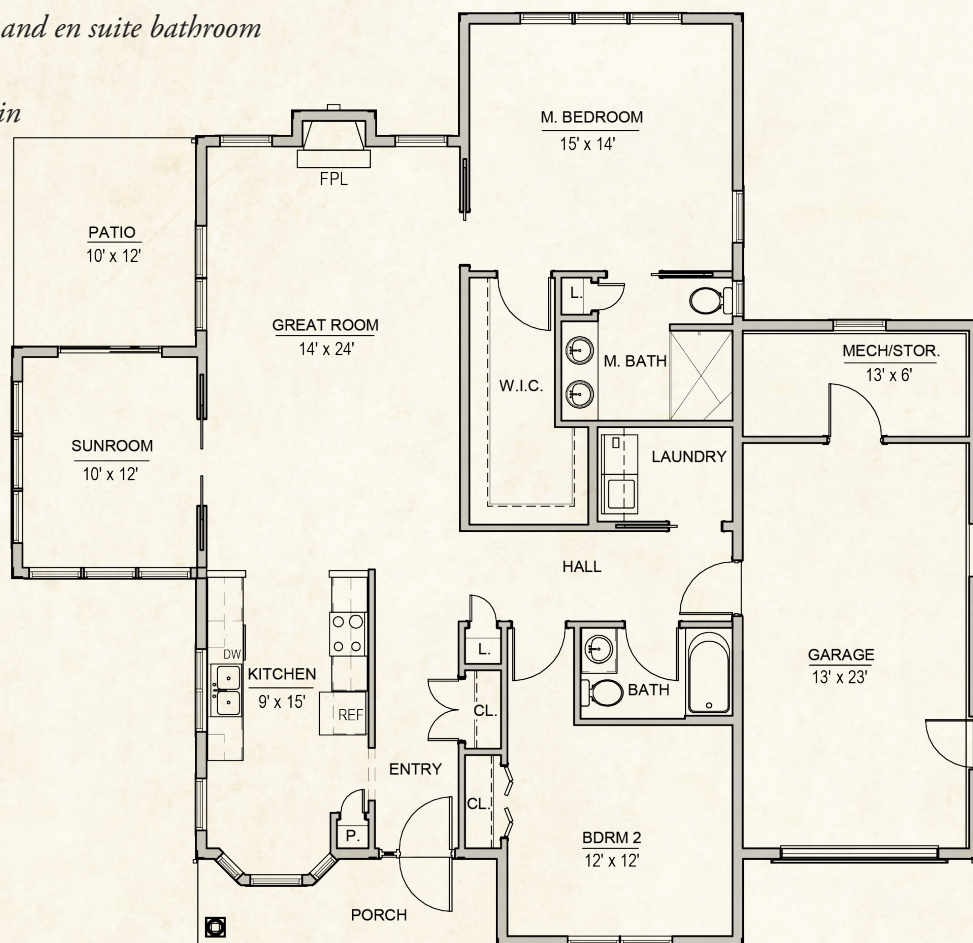 and en suite bathroom
in
M. BEDROOM
15' x 14'
FPL
PATIO
10' x 12'
GREAT ROOM
14' x 24'
L.
M. BATH
W.I.C.
MECH/STOR.
13' x 6'
SUNROOM
10' x 12'
LAUNDRY
HALL
DW
KITCHEN
9' x 15'
REF
L.
CL.
BATH
GARAGE
13' x 23'
ENTRY
CL.
P.
BDRM 2
12' x 12'
PORCH